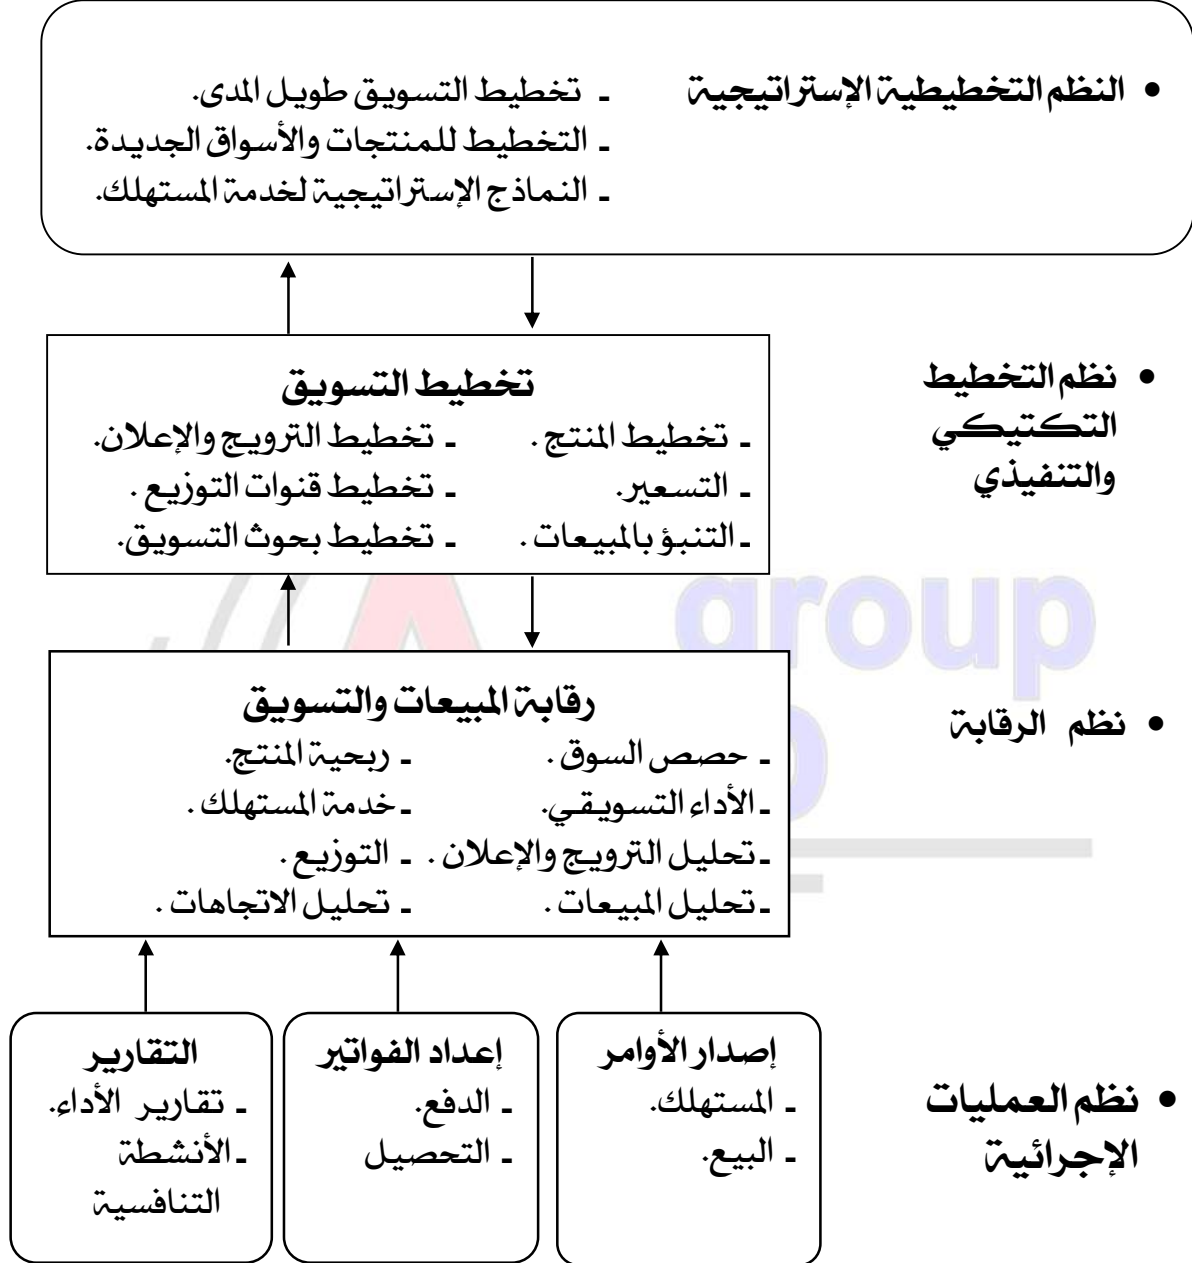 • النظم التخطيطية الإستراتيجية
ـ تخطيط التسويق طويل المدى.
ـ التخطيط للمنتجات والأسواق الجديدة.
ـ النماذج الإستراتيجية لخدمة المستهلك.
• نظم التخطيط
التكتيكي
والتنفيذي
تخطيط التسويق
ـ تخطيط المنتج . ـ تخطيط الترويج والإعلان.
ـ التسعير. ـ تخطيط قنوات التوزيع .
ـ التنبؤ بالمبيعات . ـ تخطيط بحوث التسويق.
group
• نظم الرقابة
رقابة المبيعات والتسويق
ـ حصص السوق . ـ ربحية المنتج.
ـ الأداء التسويقي. ـ خدمة المستهلك .
ـ تحليل الترويج والإعلان . ـ التوزيع .
ـ تحليل المبيعات . ـ تحليل الاتجاهات .
• نظم العمليات
الإجرائية
إصدار الأوامر
ـ المستهلك.
ـ البيع.
إعداد الفواتير
ـ الدفع.
ـ التحصيل
التقارير
ـ تقارير الأداء.
ـ الأنشطة
التنافسية